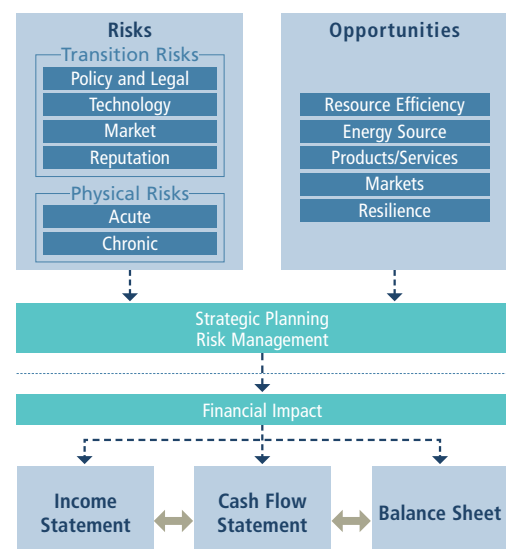 Risks
Transition Risks
Policy and Legal
Technology
Market
Reputation
Physical Risks
Acute
Chronic
Opportunities
Resource Efficiency
Energy Source
Products/Services
Markets
Resilience
Strategic Planning
Risk Management
Financial Impact
Income
Statement
Cash Flow
Statement
Balance Sheet